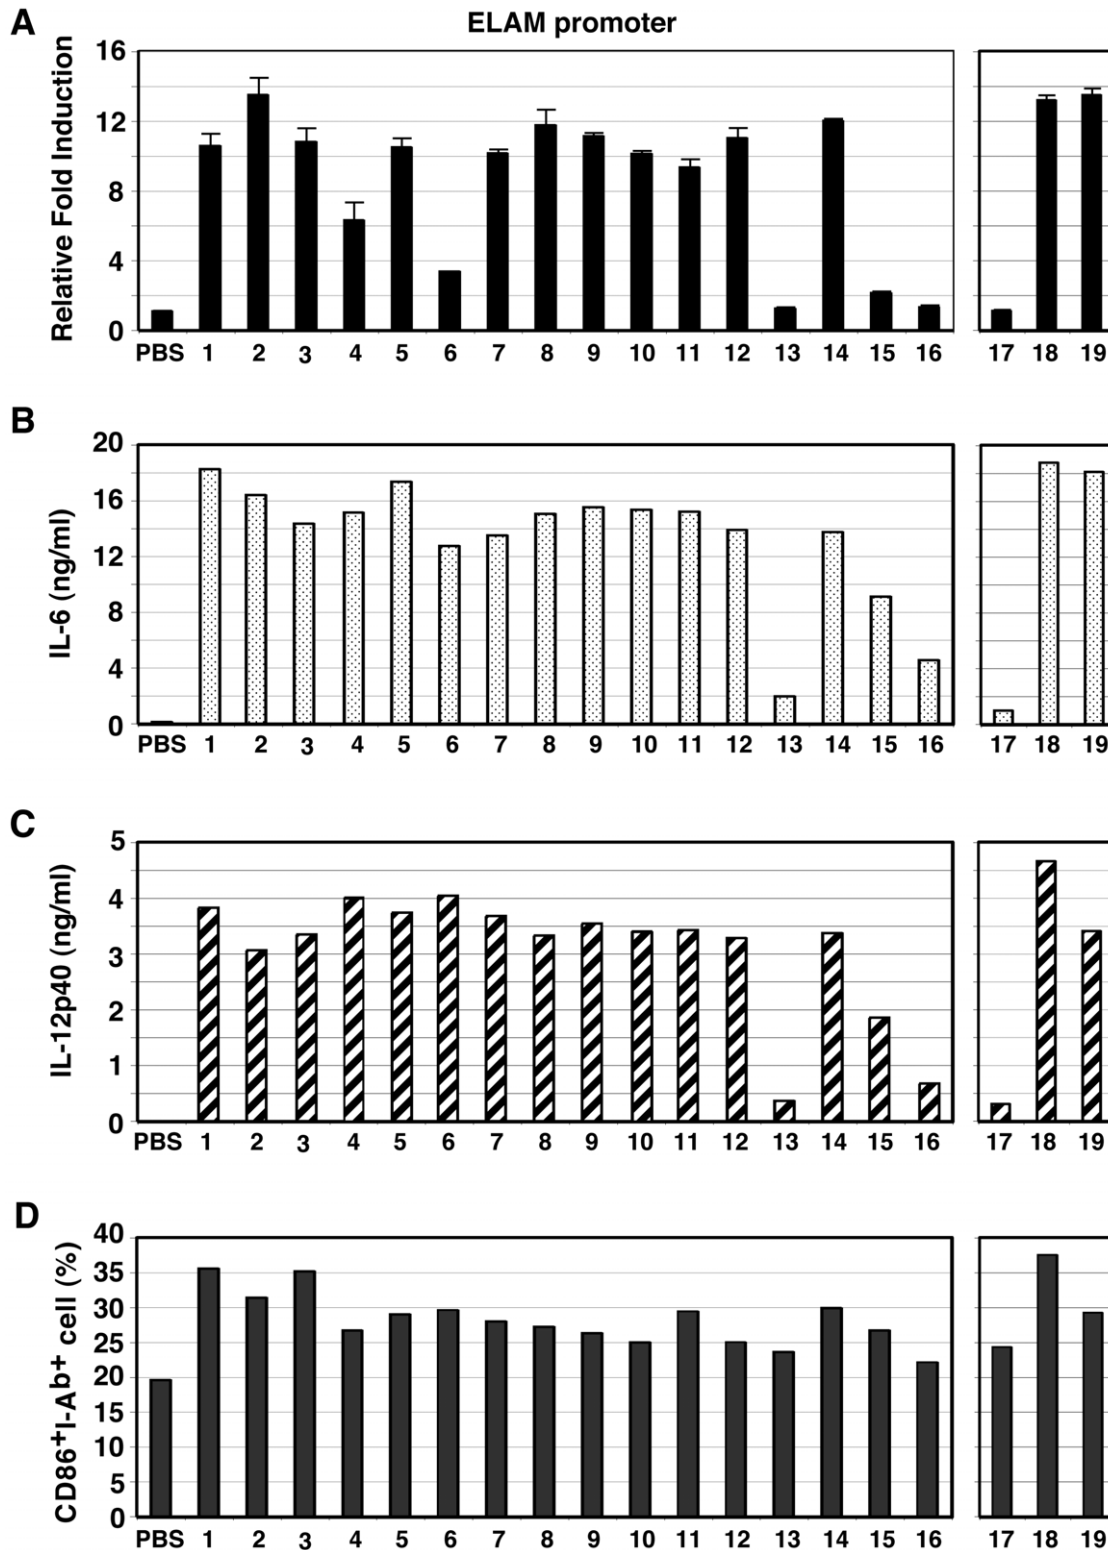 A
ELAM promoter
Relative Fold Induction
16
12
8
4
0
PBS 1 2 3 4 5 6 7 8 9 10 11 12 13 14 15 16 17 18 19
B
IL-6 (ng/ml)
20
16
12
8
4
0
PBS 1 2 3 4 5 6 7 8 9 10 11 12 13 14 15 16 17 18 19
C
IL-12p40 (ng/ml)
5
4
3
2
1
0
PBS 1 2 3 4 5 6 7 8 9 10 11 12 13 14 15 16 17 18 19
D
CD86+I-Ab+ cell (%)
40
35
30
25
20
15
10
5
0
PBS 1 2 3 4 5 6 7 8 9 10 11 12 13 14 15 16 17 18 19